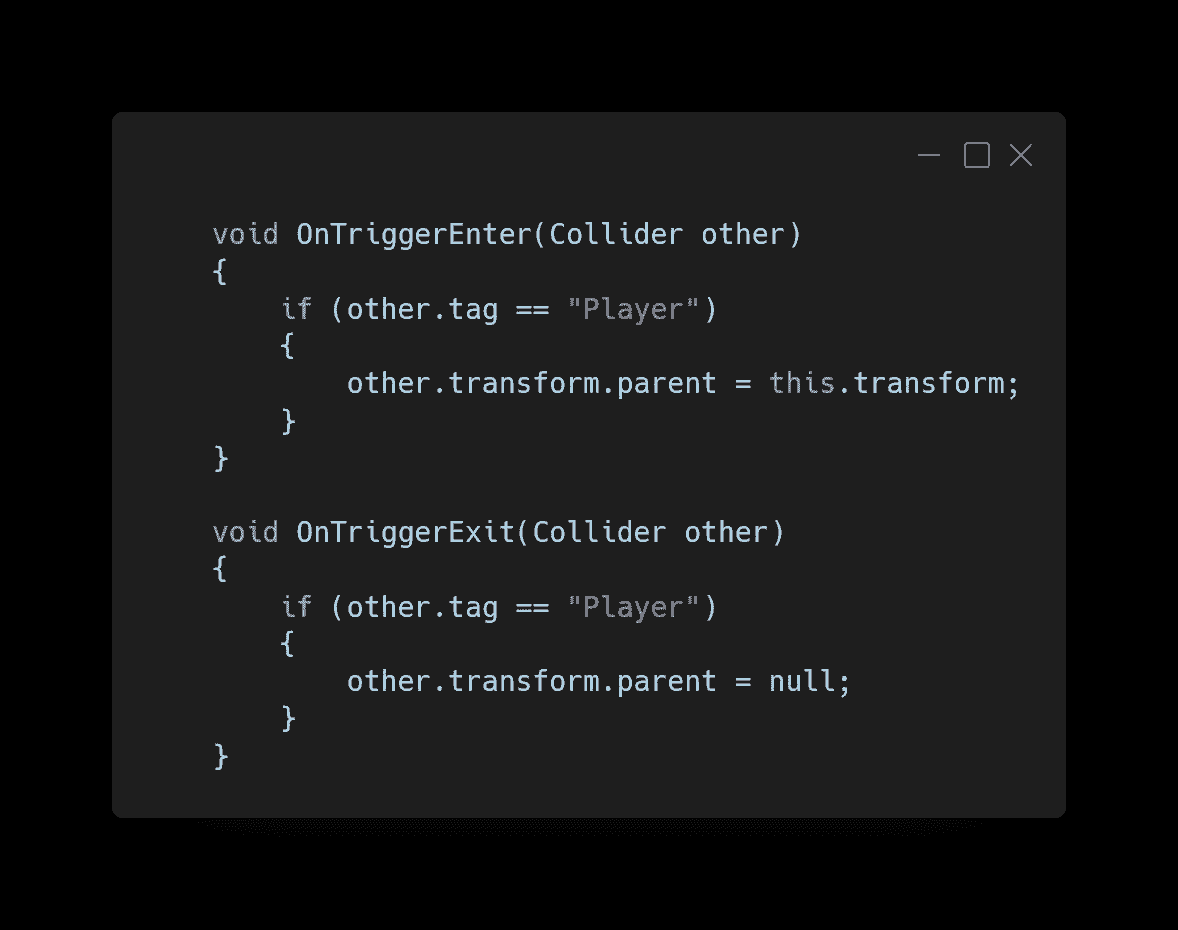 void OnTriggerEnter(Collider other)
{
    if (other.tag == "Player")
    {
        other.transform.parent = this.transform;
    }
}

void OnTriggerExit(Collider other)
{
    if (other.tag == "Player")
    {
        other.transform.parent = null;
    }
}